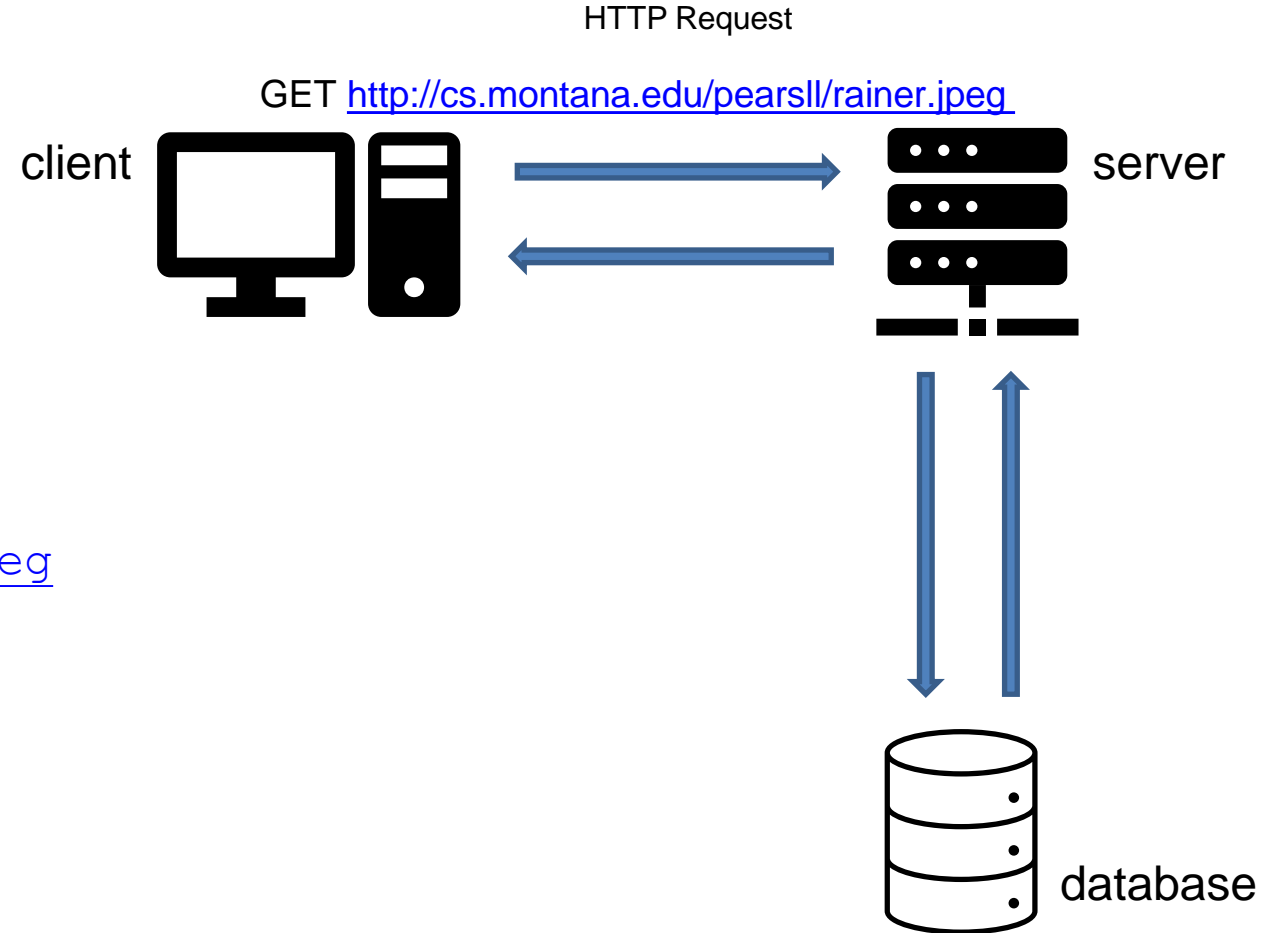 HTTP Request
GET http://cs.montana.edu/pearsll/rainer.jpeg
client
server
eg
database